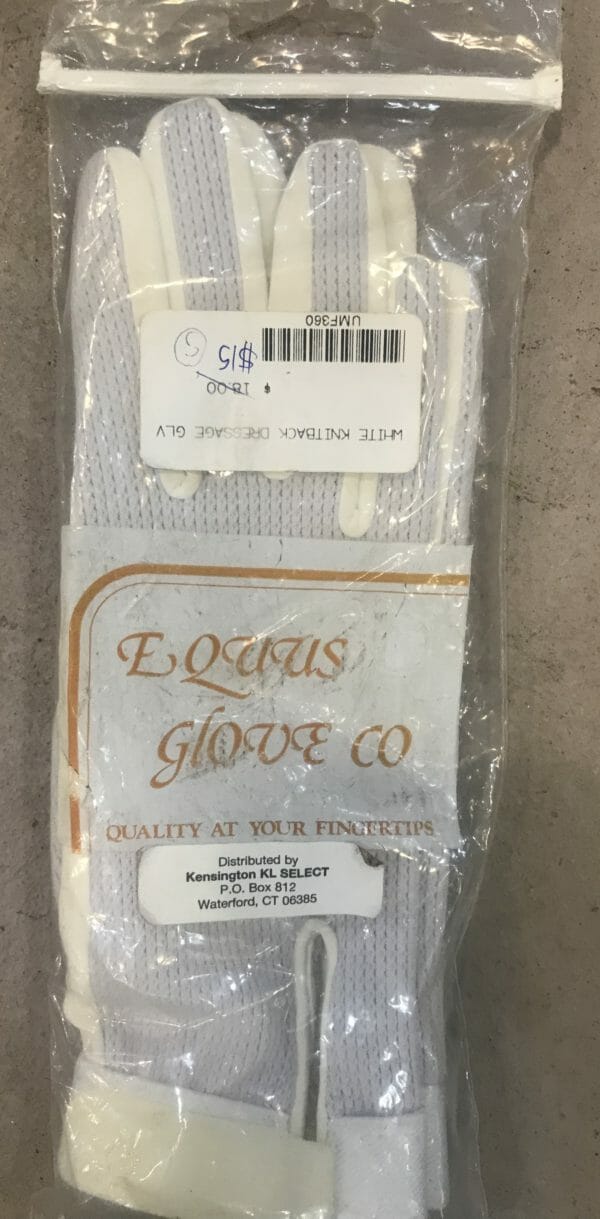 WHITE KNITBACK DRESSAGE GLV
$ 18.00
$15 S
UMF360
EQUUS
GLOVE CO
QUALITY AT YOUR FINGERTIPS
Distributed by
Kensington KL SELECT
P.O. Box 812
Waterford, CT 06385